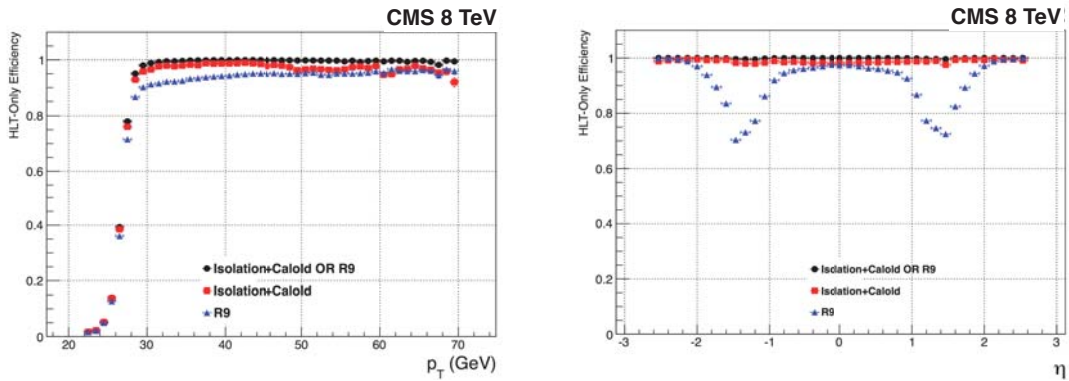 CMS 8 TeV
HLT-Only Efficiency
1
0.8
0.6
0.4
0.2
0
Isolation+CaloId OR R9
Isolation+CaloId
R9
20 30 40 50 60 70
p_T (GeV)
CMS 8 TeV
HLT-Only Efficiency
1
0.8
0.6
0.4
0.2
0
Isolation+CaloId OR R9
Isolation+CaloId
R9
-3 -2 -1 0 1 2 3
η